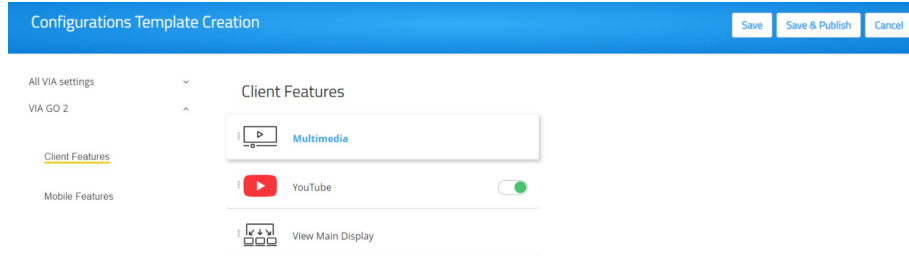 Configurations Template Creation
Save
Save & Publish
Cancel
All VIA settings
VIA GO 2
Client Features
Mobile Features
Client Features
Multimedia
YouTube
View Main Display